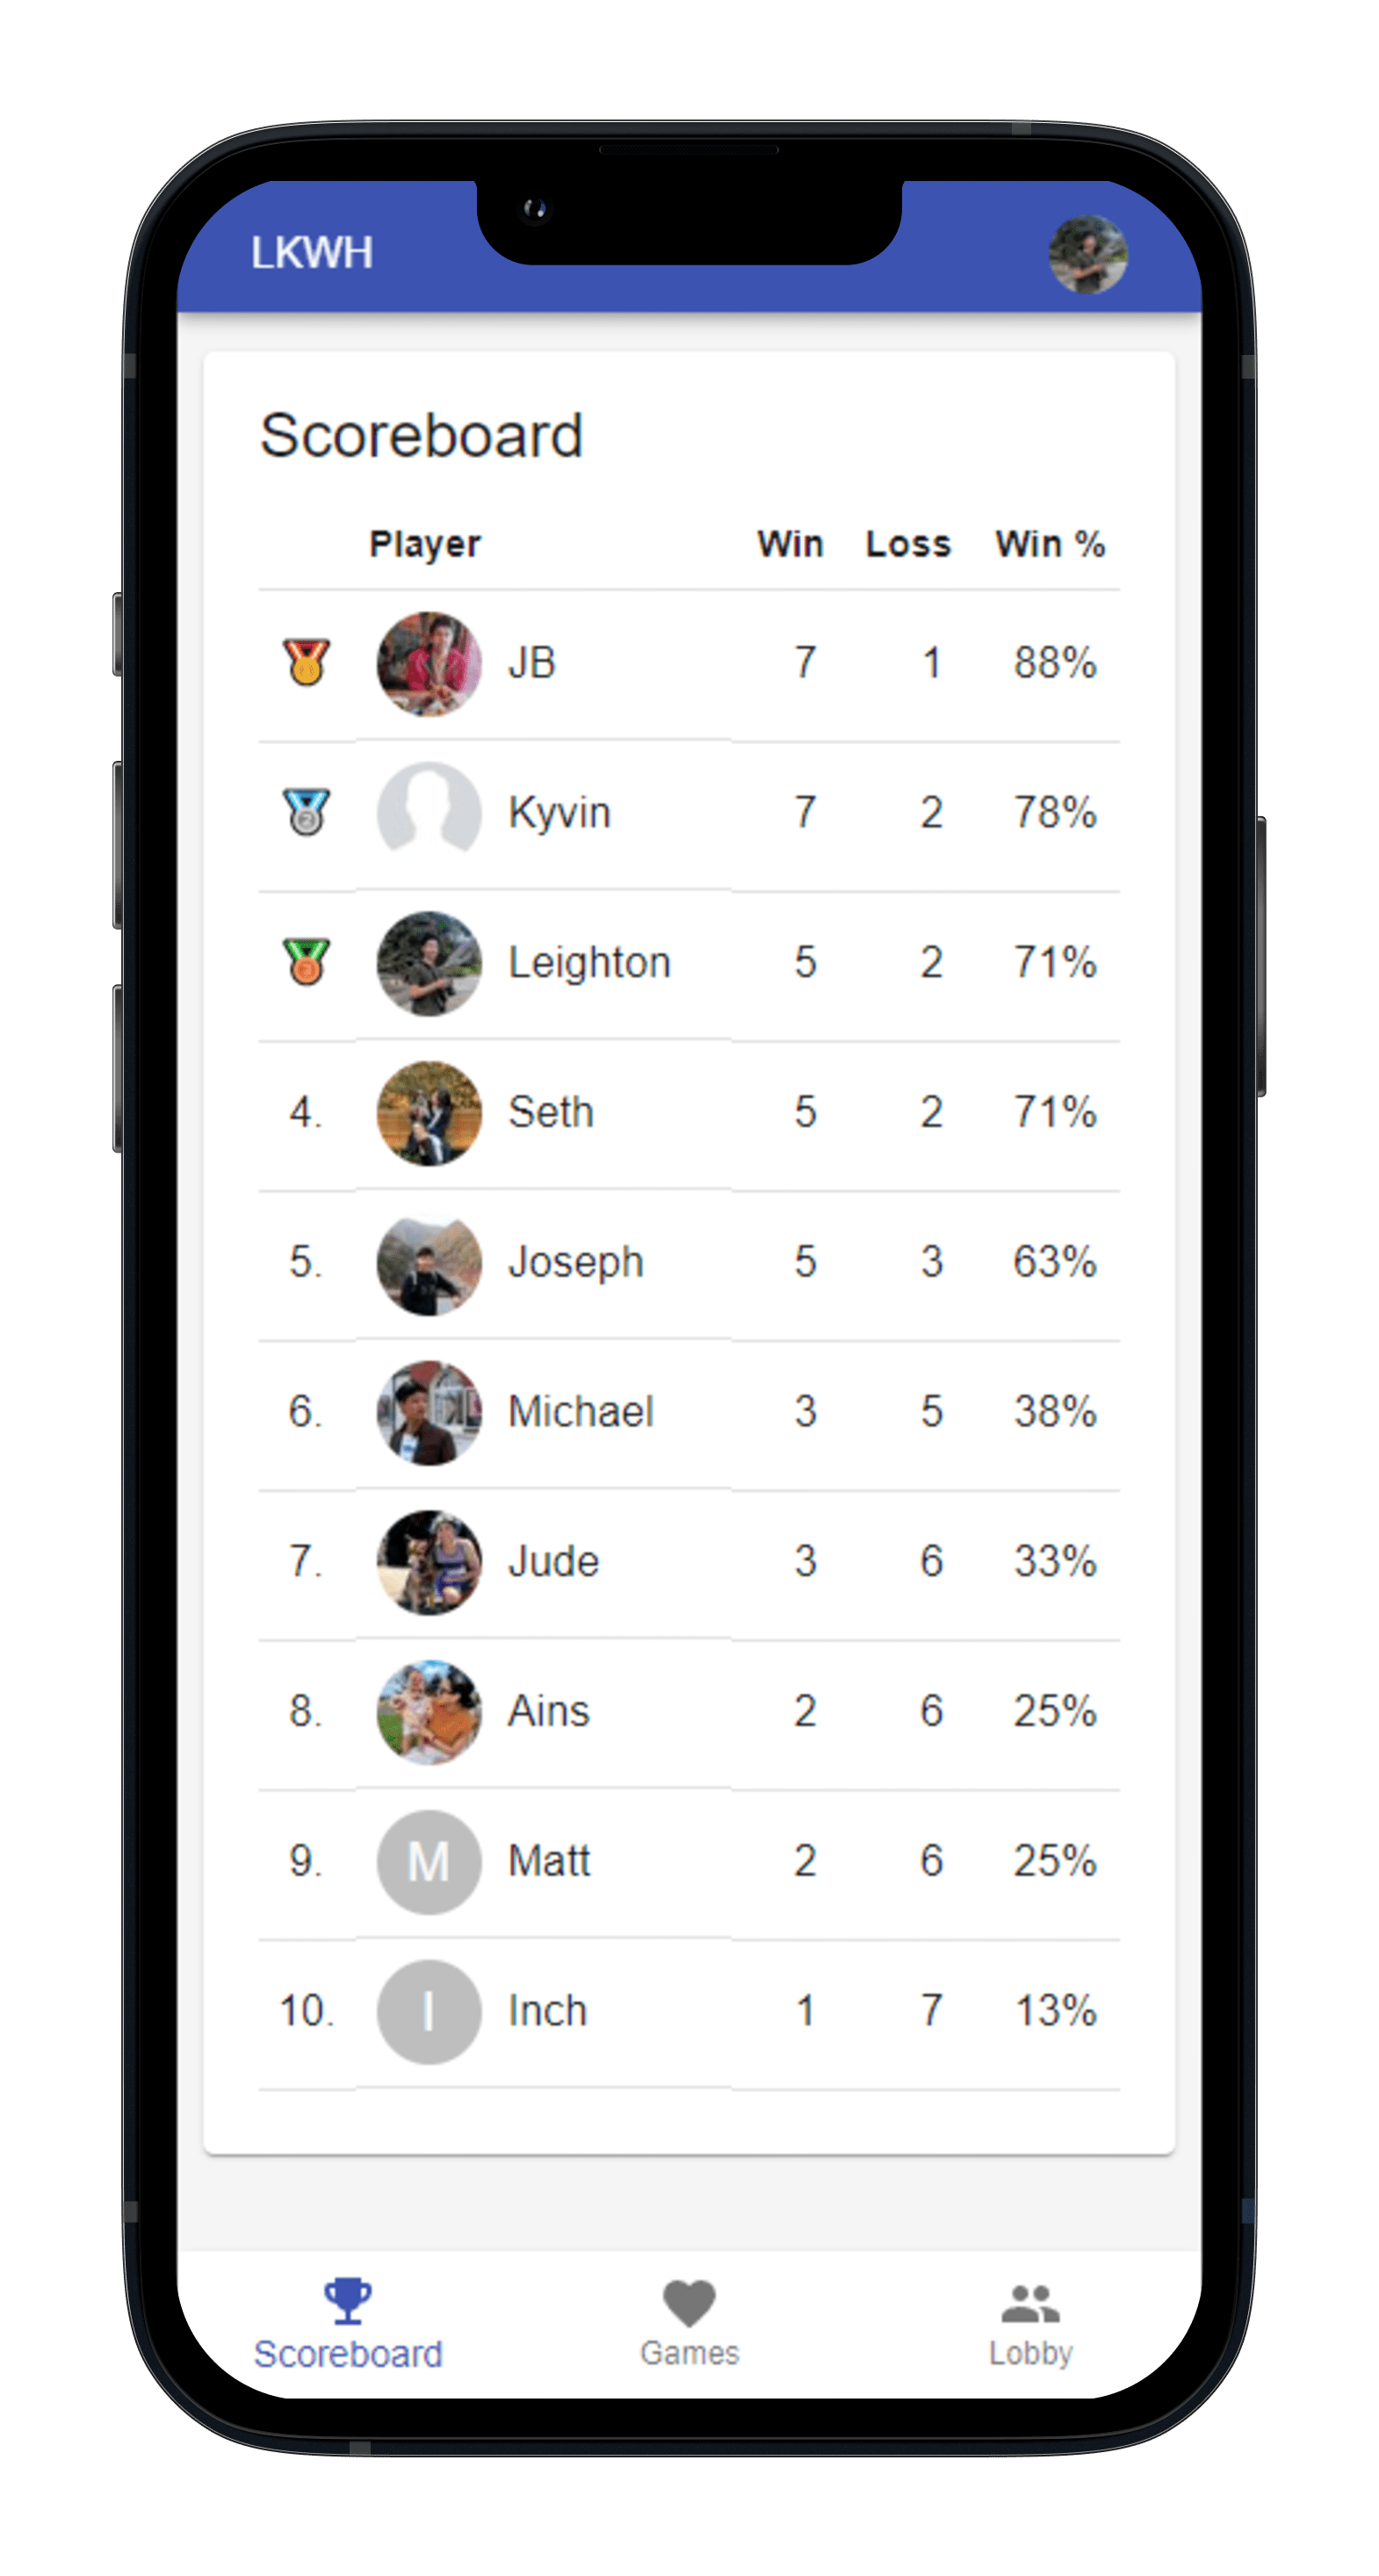 LKWH
Scoreboard
Player Win Loss Win %
JB 7 1 88%
2 Kyvin 7 2 78%
3 Leighton 5 2 71%
4. Seth 5 2 71%
5. Joseph 5 3 63%
6. Michael 3 5 38%
7. Jude 3 6 33%
8. Ains 2 6 25%
9. M Matt 2 6 25%
10. I Inch 1 7 13%
Scoreboard Games Lobby